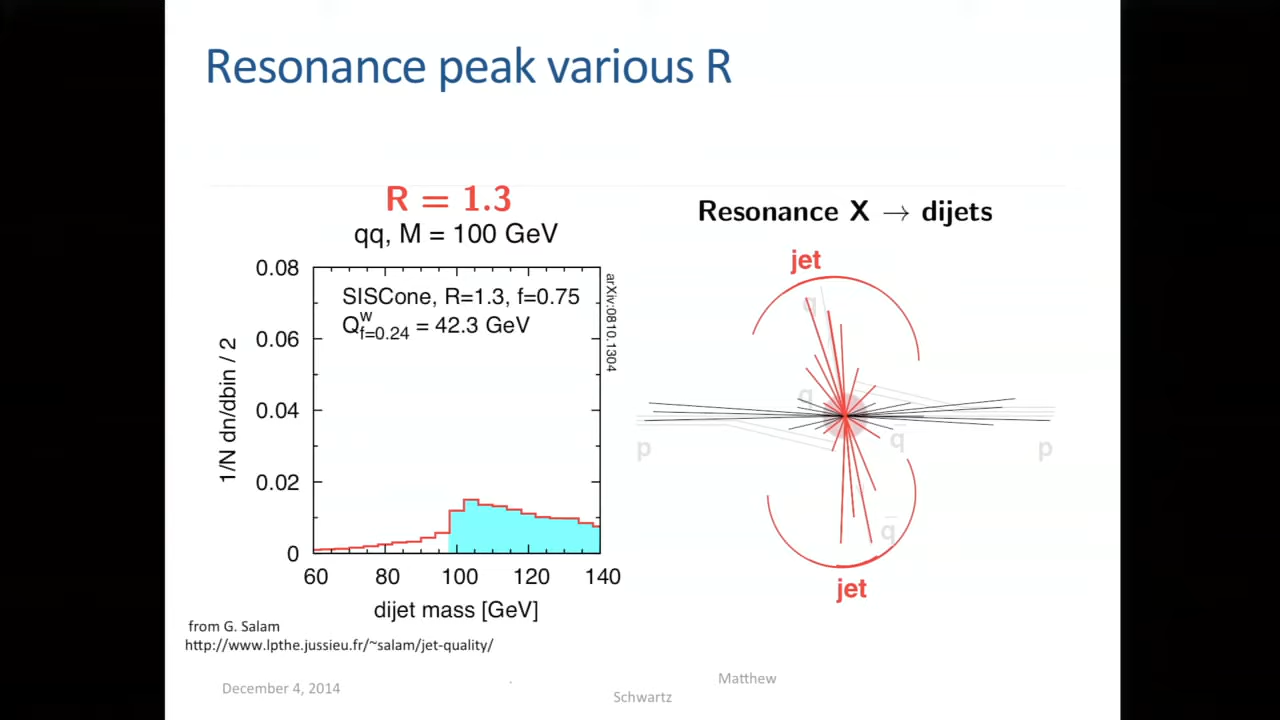 Resonance peak various R
R = 1.3
qq, M = 100 GeV
SISCone, R=1.3, f=0.75
Q^w_f=0.24 = 42.3 GeV
arXiv:0810.1304
1/N dn/dbin / 2
0.08
0.06
0.04
0.02
0
60 80 100 120 140
dijet mass [GeV]
Resonance X → dijets
jet
q
q
p
q̄
p
q̄
jet
from G. Salam
http://www.lpthe.jussieu.fr/~salam/jet-quality/
December 4, 2014
. Matthew
Schwartz